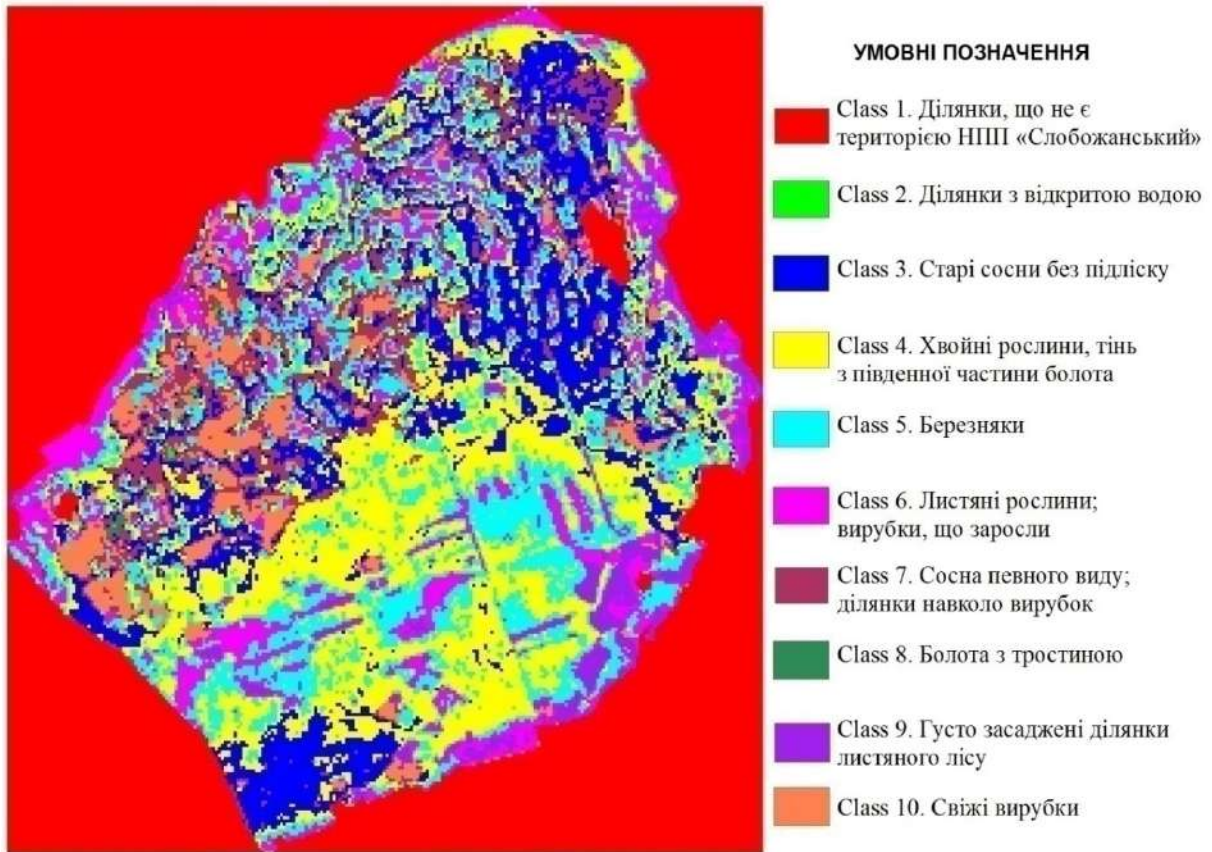 УМОВНІ ПОЗНАЧЕННЯ
Class 1. Ділянки, що не є
територією НПП «Слобожанський»
Class 2. Ділянки з відкритою водою
Class 3. Старі сосни без підліску
Class 4. Хвойні рослини, тінь
з південної частини болота
Class 5. Березняки
Class 6. Листяні рослини;
вирубки, що заросли
Class 7. Сосна певного виду;
ділянки навколо вирубок
Class 8. Болота з тростиною
Class 9. Густо засаджені ділянки
листяного лісу
Class 10. Свіжі вирубки